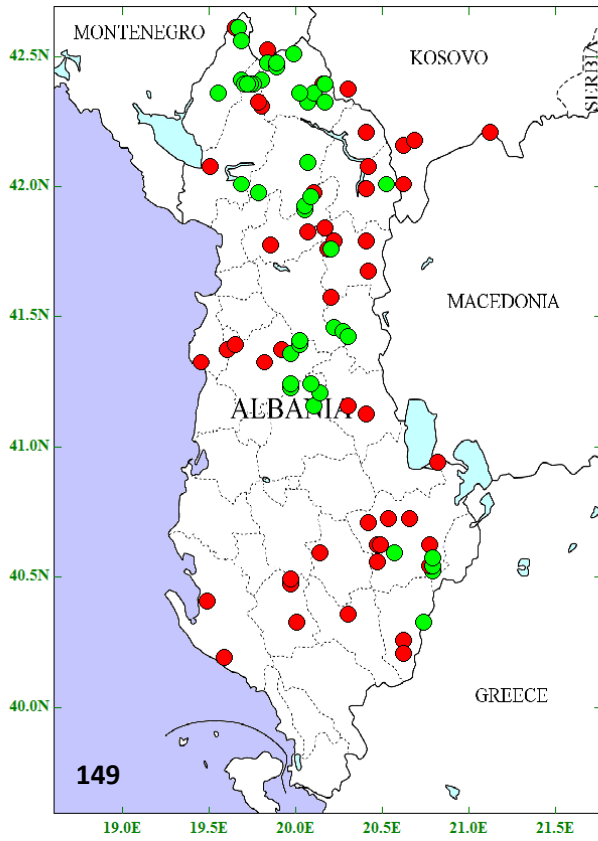 MONTENEGRO
42.5N
KOSOVO
SERBIA
42.0N
41.5N
MACEDONIA
ALBANIA
41.0N
40.5N
40.0N
GREECE
149
19.0E 19.5E 20.0E 20.5E 21.0E 21.5E